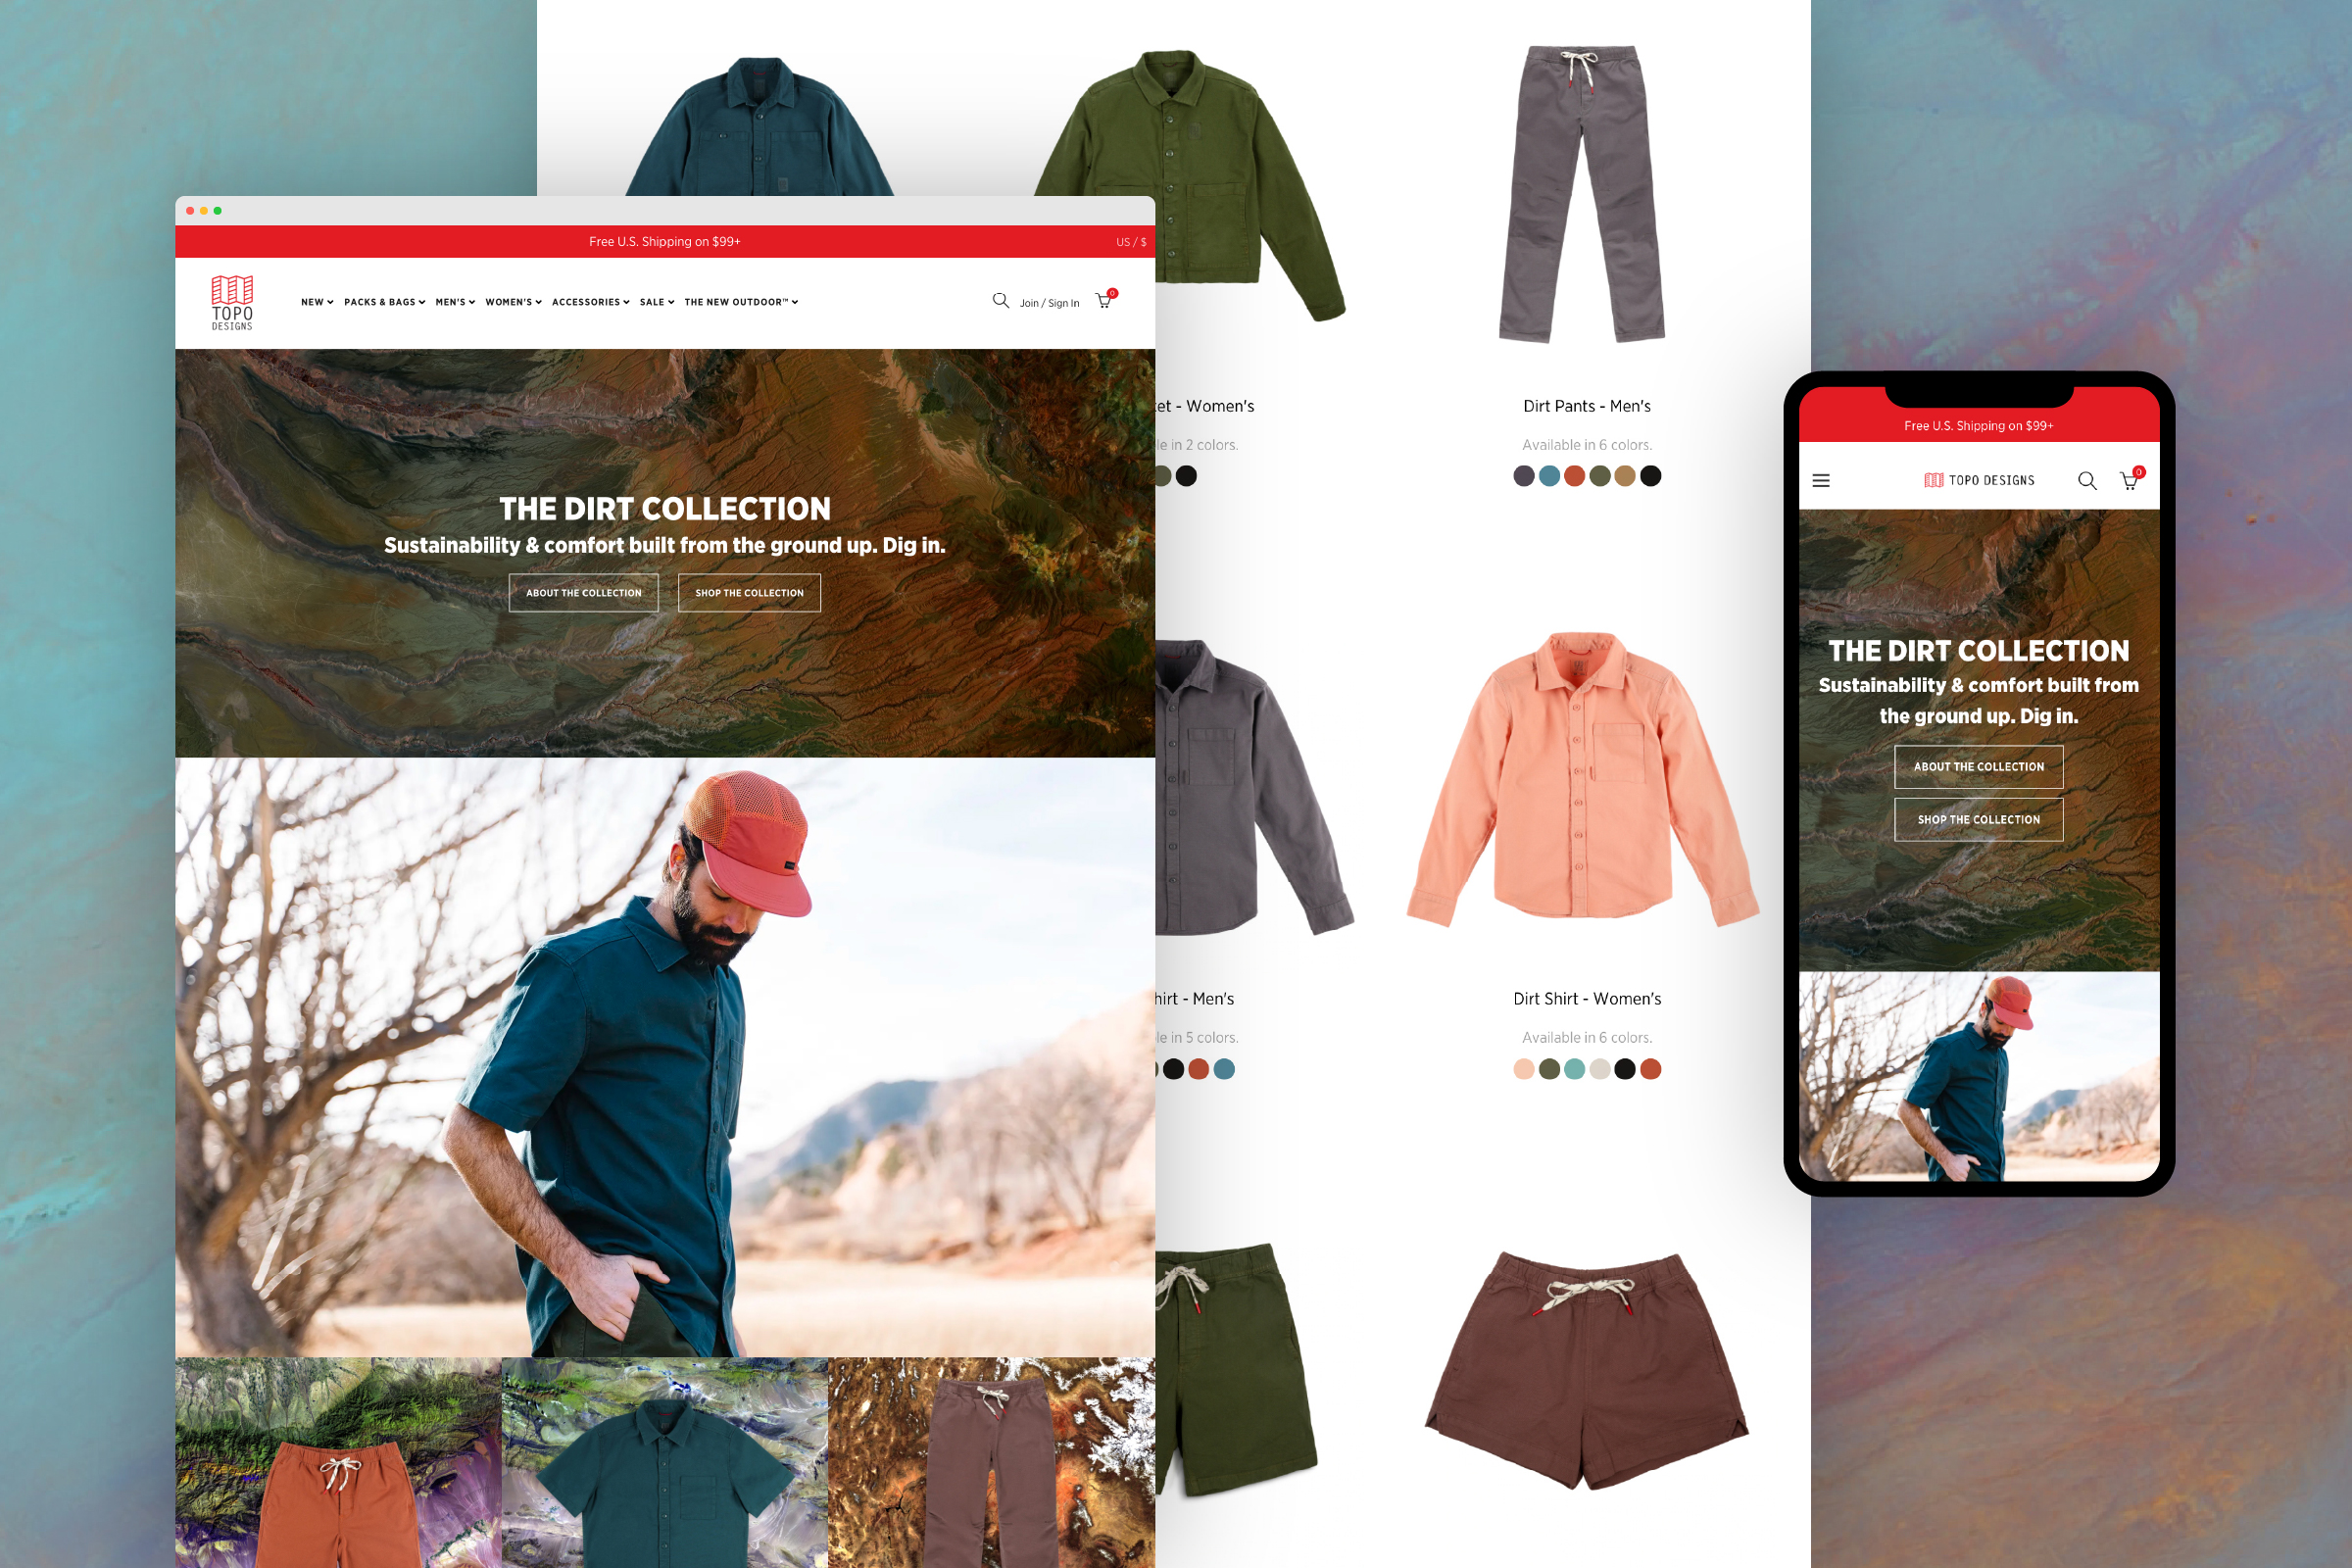 Free U.S. Shipping on $99+
US / $
TOPO
DESIGNS
NEW PACKS & BAGS MEN'S WOMEN'S ACCESSORIES SALE THE NEW OUTDOOR™
Join / Sign In
0
THE DIRT COLLECTION
Sustainability & comfort built from the ground up. Dig in.
ABOUT THE COLLECTION
SHOP THE COLLECTION
- Women's
in 2 colors.
Dirt Pants - Men's
Available in 6 colors.
- Men's
in 5 colors.
Dirt Shirt - Women's
Available in 6 colors.
Free U.S. Shipping on $99+
TOPO DESIGNS
0
THE DIRT COLLECTION
Sustainability & comfort built from
the ground up. Dig in.
ABOUT THE COLLECTION
SHOP THE COLLECTION